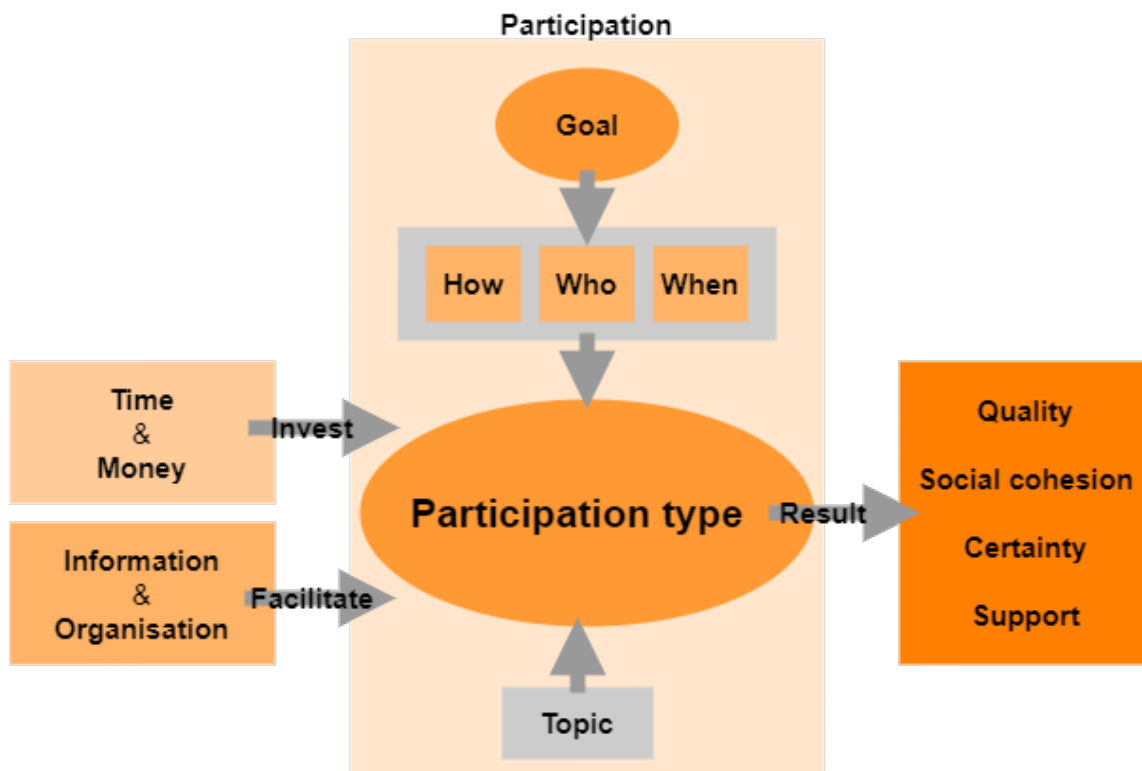 Participation
Goal
How
Who
When
Time
&
Money
Invest
Information
&
Organisation
Facilitate
Participation type
Result
Quality
Social cohesion
Certainty
Support
Topic